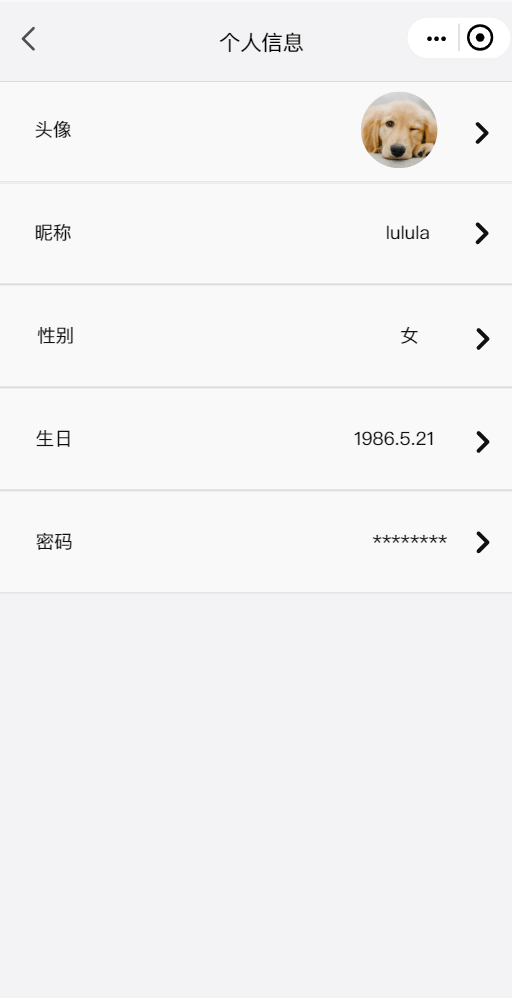 个人信息
头像
昵称 lulula
性别 女
生日 1986.5.21
密码 ********